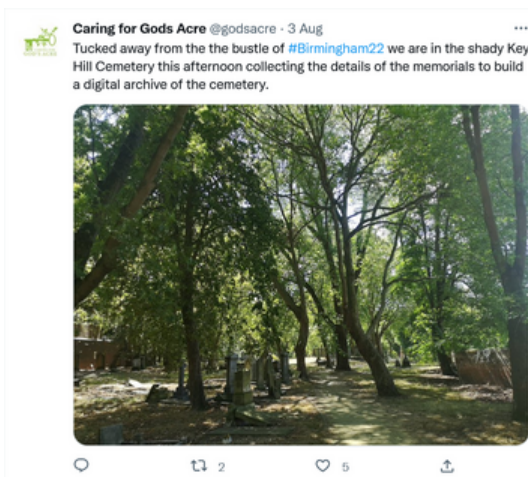 Caring for Gods Acre @godsacre · 3 Aug
Tucked away from the the bustle of #Birmingham22 we are in the shady Key
Hill Cemetery this afternoon collecting the details of the memorials to build
a digital archive of the cemetery.
2 5